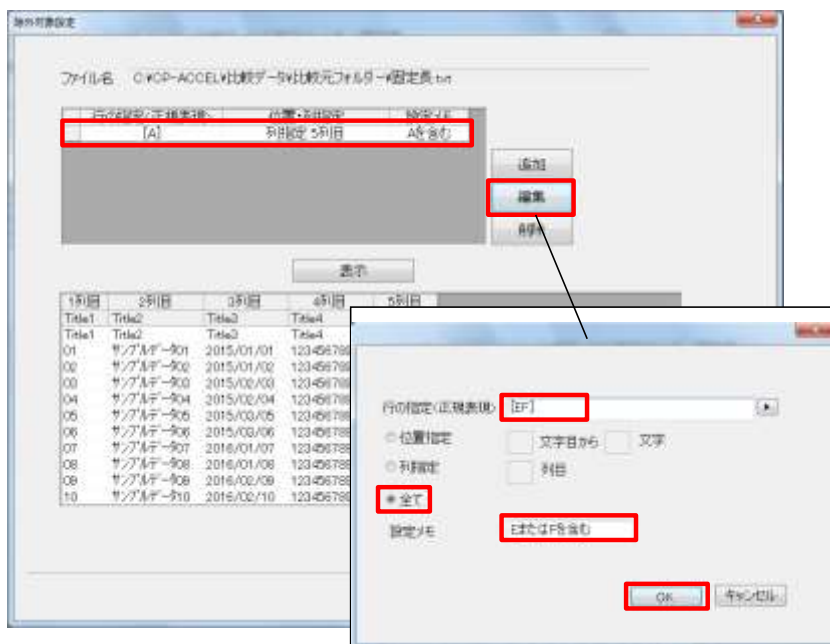 除外対象設定
ファイル名 C:¥CP-ACCEL¥比較データ¥比較元フォルダー¥固定長.txt
行の指定(正規表現) 位置・列指定 設定メモ
[A] 列指定 5列目 Aを含む
追加
編集
削除
表示
1列目 2列目 3列目 4列目 5列目
Title1 Title2 Title3 Title4
Title1 Title2 Title3 Title4
01 サンプルデータ01 2015/01/01 123456789
02 サンプルデータ02 2015/01/02 123456789
03 サンプルデータ03 2015/02/03 123456789
04 サンプルデータ04 2015/02/04 123456789
05 サンプルデータ05 2015/03/05 123456789
06 サンプルデータ06 2015/03/06 123456789
07 サンプルデータ07 2016/01/07 123456789
08 サンプルデータ08 2016/01/08 123456789
09 サンプルデータ09 2016/02/09 123456789
10 サンプルデータ10 2016/02/10 123456789
行の指定(正規表現) [EF]
位置指定 文字目から 文字
列指定 列目
全て
設定メモ EまたはFを含む
OK キャンセル